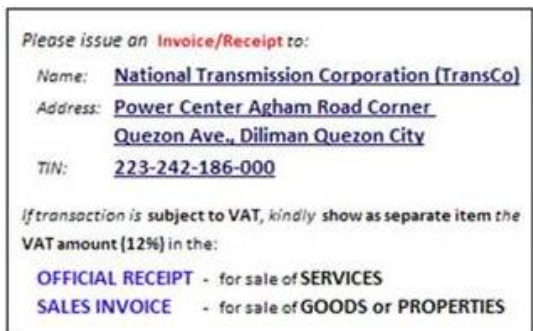 Please issue an Invoice/Receipt to:
Name: National Transmission Corporation (TransCo)
Address: Power Center Agham Road Corner
Quezon Ave., Diliman Quezon City
TIN: 223-242-186-000
If transaction is subject to VAT, kindly show as separate item the
VAT amount (12%) in the:
OFFICIAL RECEIPT - for sale of SERVICES
SALES INVOICE - for sale of GOODS or PROPERTIES